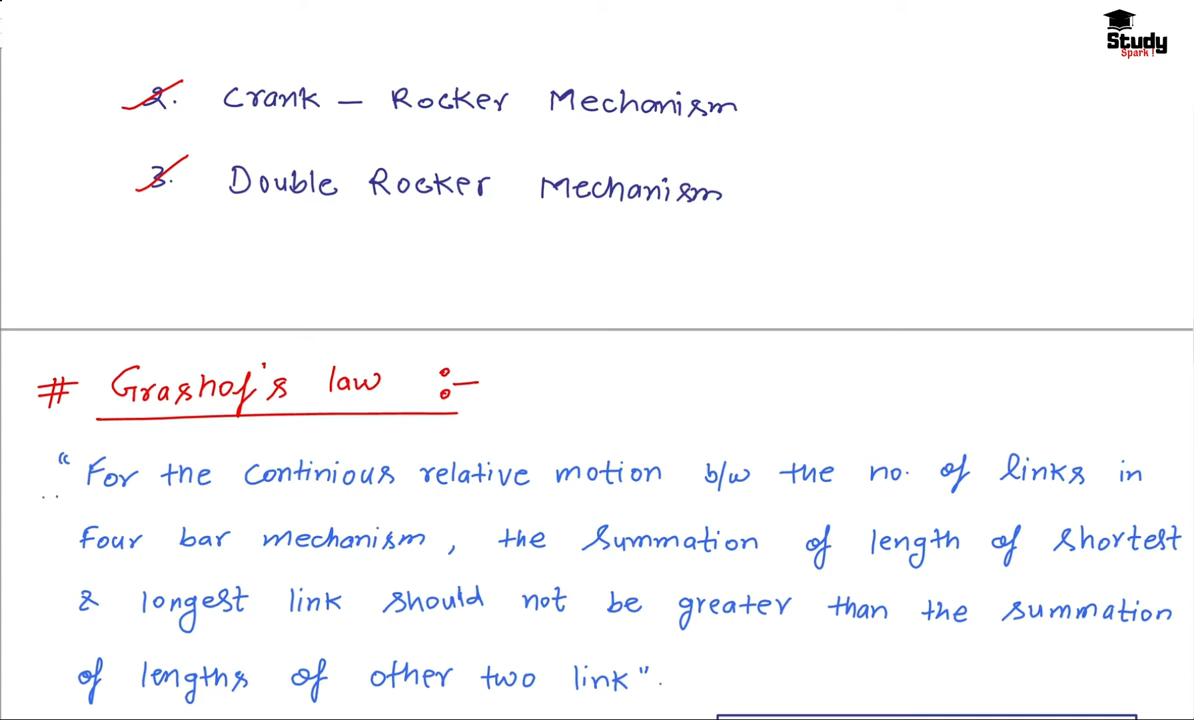 Study
Spark!
2. Crank - Rocker Mechanism
3. Double Rocker Mechanism
# Grashof's law :-
" For the continious relative motion b/w the no. of links in
Four bar mechanism, the summation of length of shortest
& longest link should not be greater than the summation
of lengths of other two link".